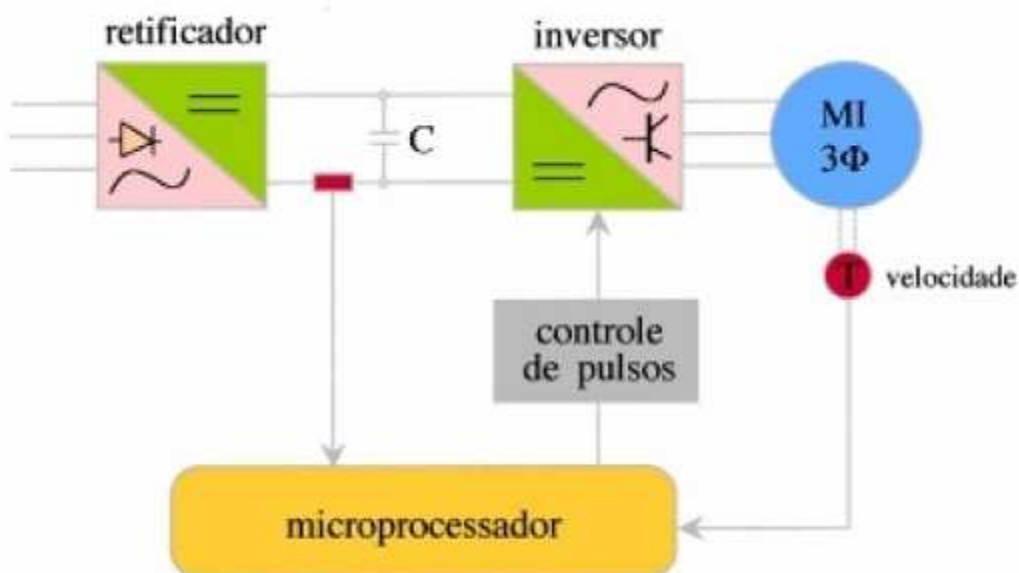 retificador
inversor
C
MI
3Φ
T
velocidade
controle
de pulsos
microprocessador